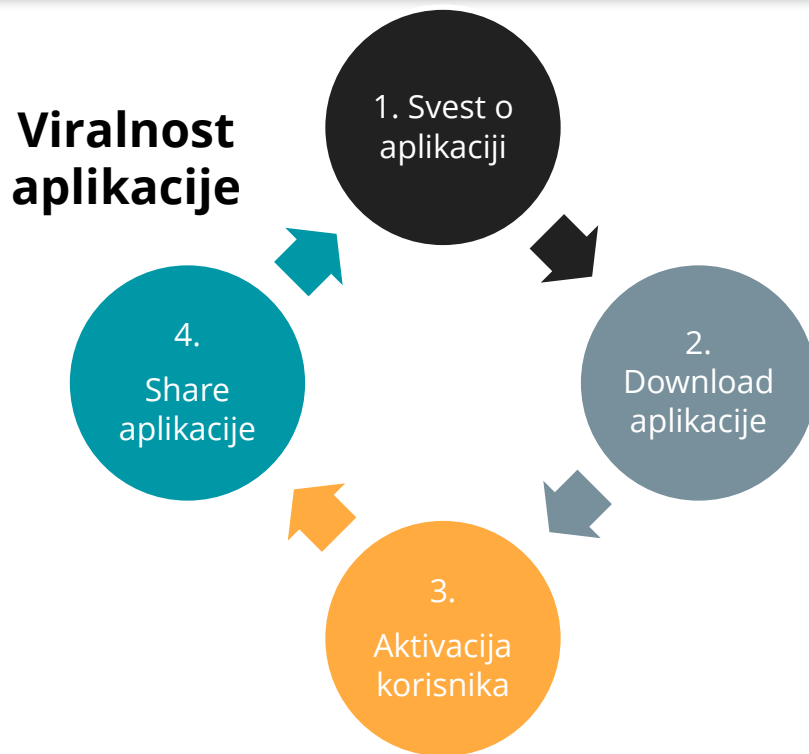 Viralnost
aplikacije
1. Svest o
aplikaciji
2.
Download
aplikacije
3.
Aktivacija
korisnika
4.
Share
aplikacije